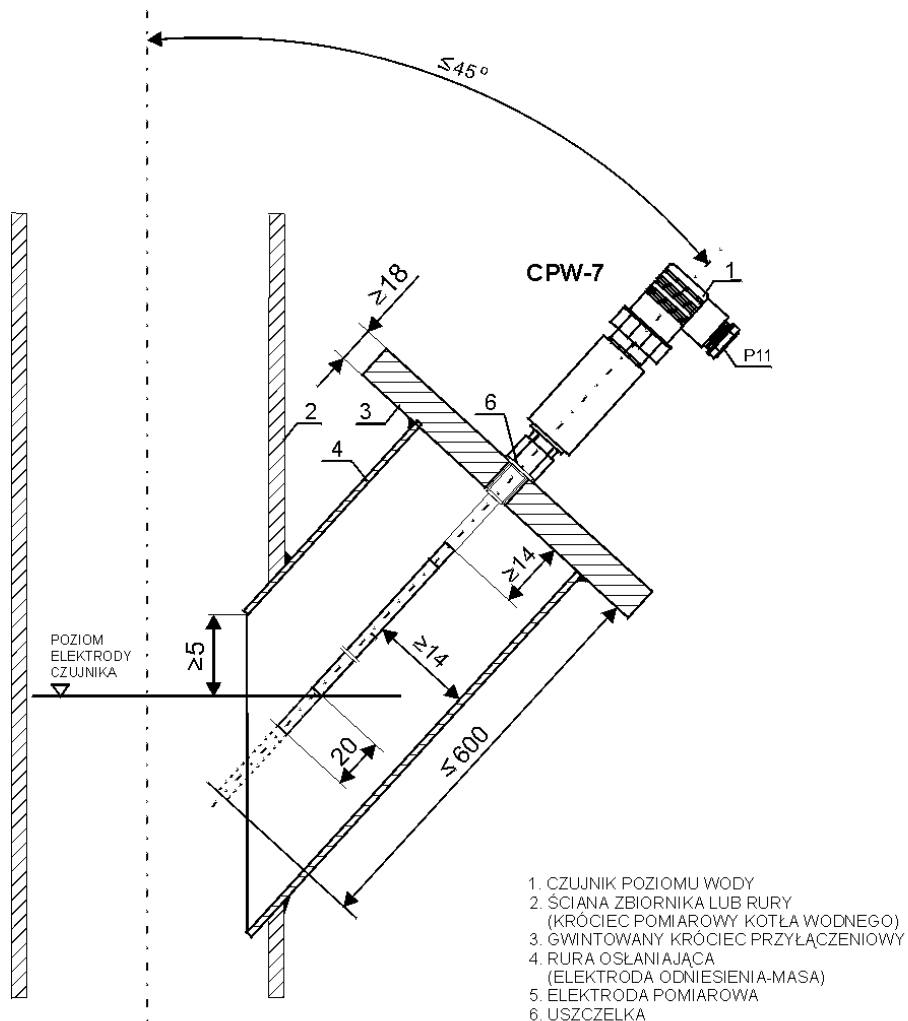 ≤45°
CPW-7
1
≥18
P11
2
3
6
4
≥14
POZIOM
ELEKTRODY
CZUJNIKA
≥5
≥14
20
≤600
1. CZUJNIK POZIOMU WODY
2. ŚCIANA ZBIORNIKA LUB RURY
(KRÓCIEC POMIAROWY KOTŁA WODNEGO)
3. GWINTOWANY KRÓCIEC PRZYŁĄCZENIOWY
4. RURA OSŁANIAJĄCA
(ELEKTRODA ODNIESIENIA-MASA)
5. ELEKTRODA POMIAROWA
6. USZCZELKA